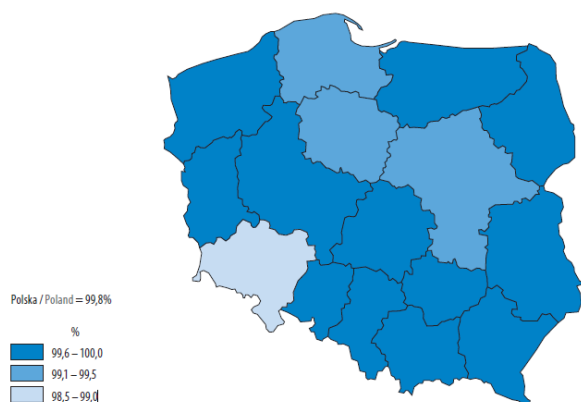 Polska / Poland = 99,8%
%
99,6 – 100,0
99,1 – 99,5
98,5 – 99,0